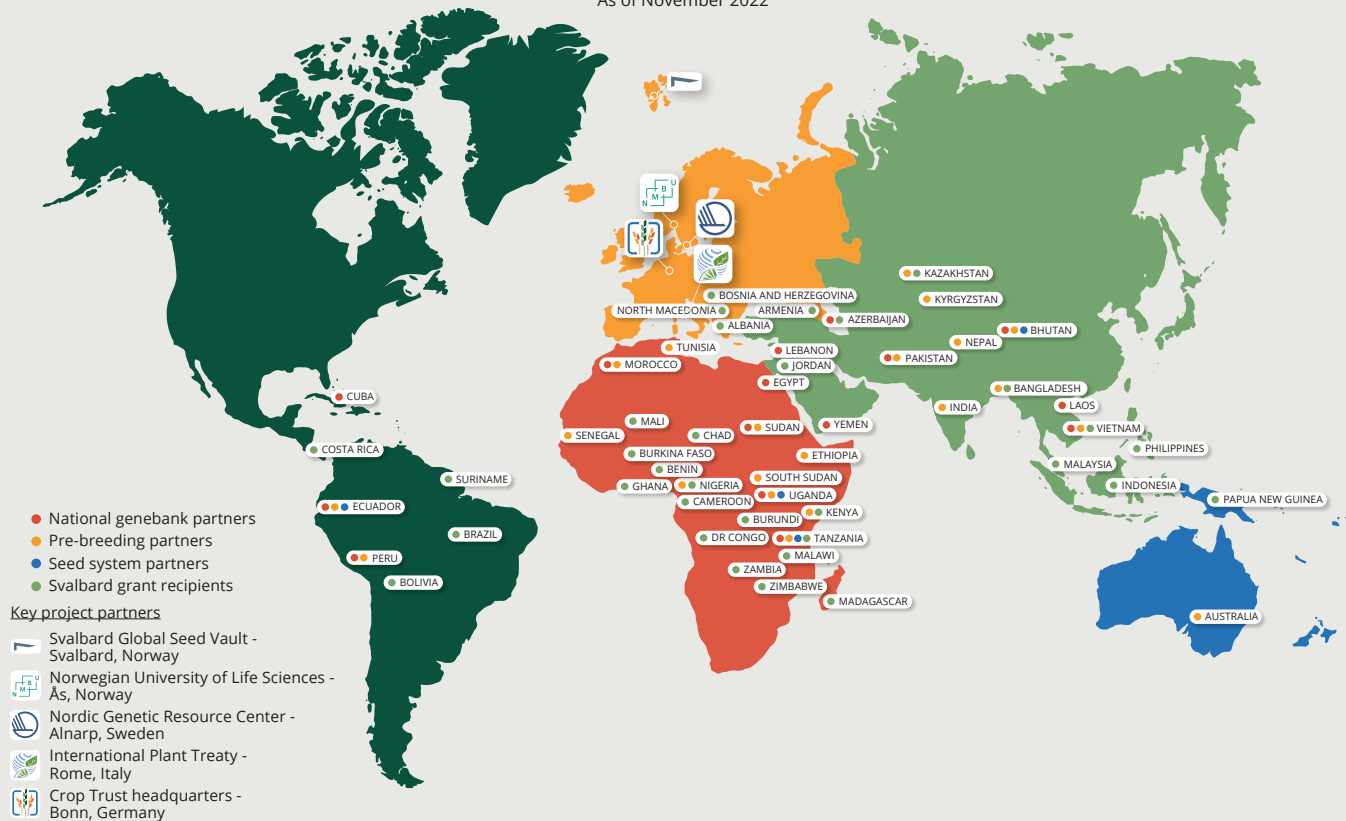 As of November 2022
KAZAKHSTAN
BOSNIA AND HERZEGOVINA
KYRGYZSTAN
NORTH MACEDONIA
ARMENIA
AZERBAIJAN
ALBANIA
BHUTAN
NEPAL
TUNISIA
LEBANON
PAKISTAN
MOROCCO
JORDAN
EGYPT
BANGLADESH
CUBA
INDIA
LAOS
MALI
SUDAN
YEMEN
VIETNAM
SENEGAL
CHAD
COSTA RICA
BURKINA FASO
ETHIOPIA
PHILIPPINES
BENIN
MALAYSIA
SURINAME
SOUTH SUDAN
GHANA
NIGERIA
INDONESIA
UGANDA
PAPUA NEW GUINEA
CAMEROON
ECUADOR
KENYA
BURUNDI
BRAZIL
DR CONGO
TANZANIA
PERU
MALAWI
ZAMBIA
BOLIVIA
ZIMBABWE
MADAGASCAR
AUSTRALIA
National genebank partners
Pre-breeding partners
Seed system partners
Svalbard grant recipients
Key project partners
Svalbard Global Seed Vault -
Svalbard, Norway
N M B U
Norwegian University of Life Sciences -
Ås, Norway
Nordic Genetic Resource Center -
Alnarp, Sweden
International Plant Treaty -
Rome, Italy
Crop Trust headquarters -
Bonn, Germany